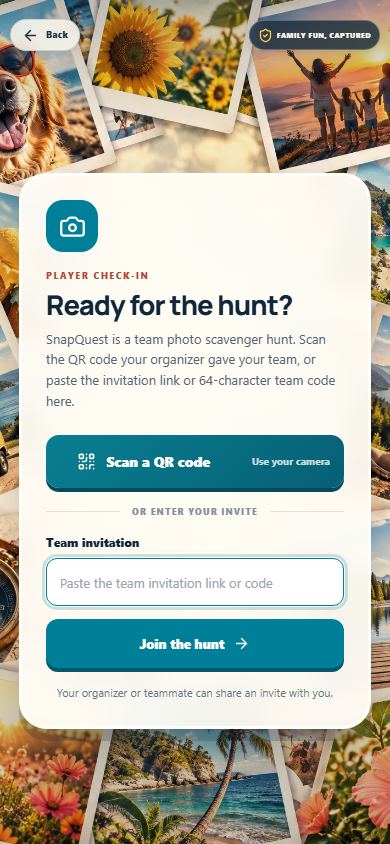 Back
FAMILY FUN, CAPTURED
PLAYER CHECK-IN
Ready for the hunt?
SnapQuest is a team photo scavenger hunt. Scan
the QR code your organizer gave your team, or
paste the invitation link or 64-character team code
here.
Scan a QR code
Use your camera
OR ENTER YOUR INVITE
Team invitation
Paste the team invitation link or code
Join the hunt
Your organizer or teammate can share an invite with you.